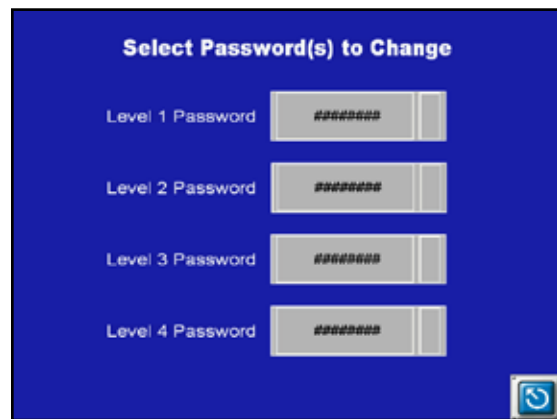 Select Password(s) to Change
Level 1 Password ########
Level 2 Password ########
Level 3 Password ########
Level 4 Password ########